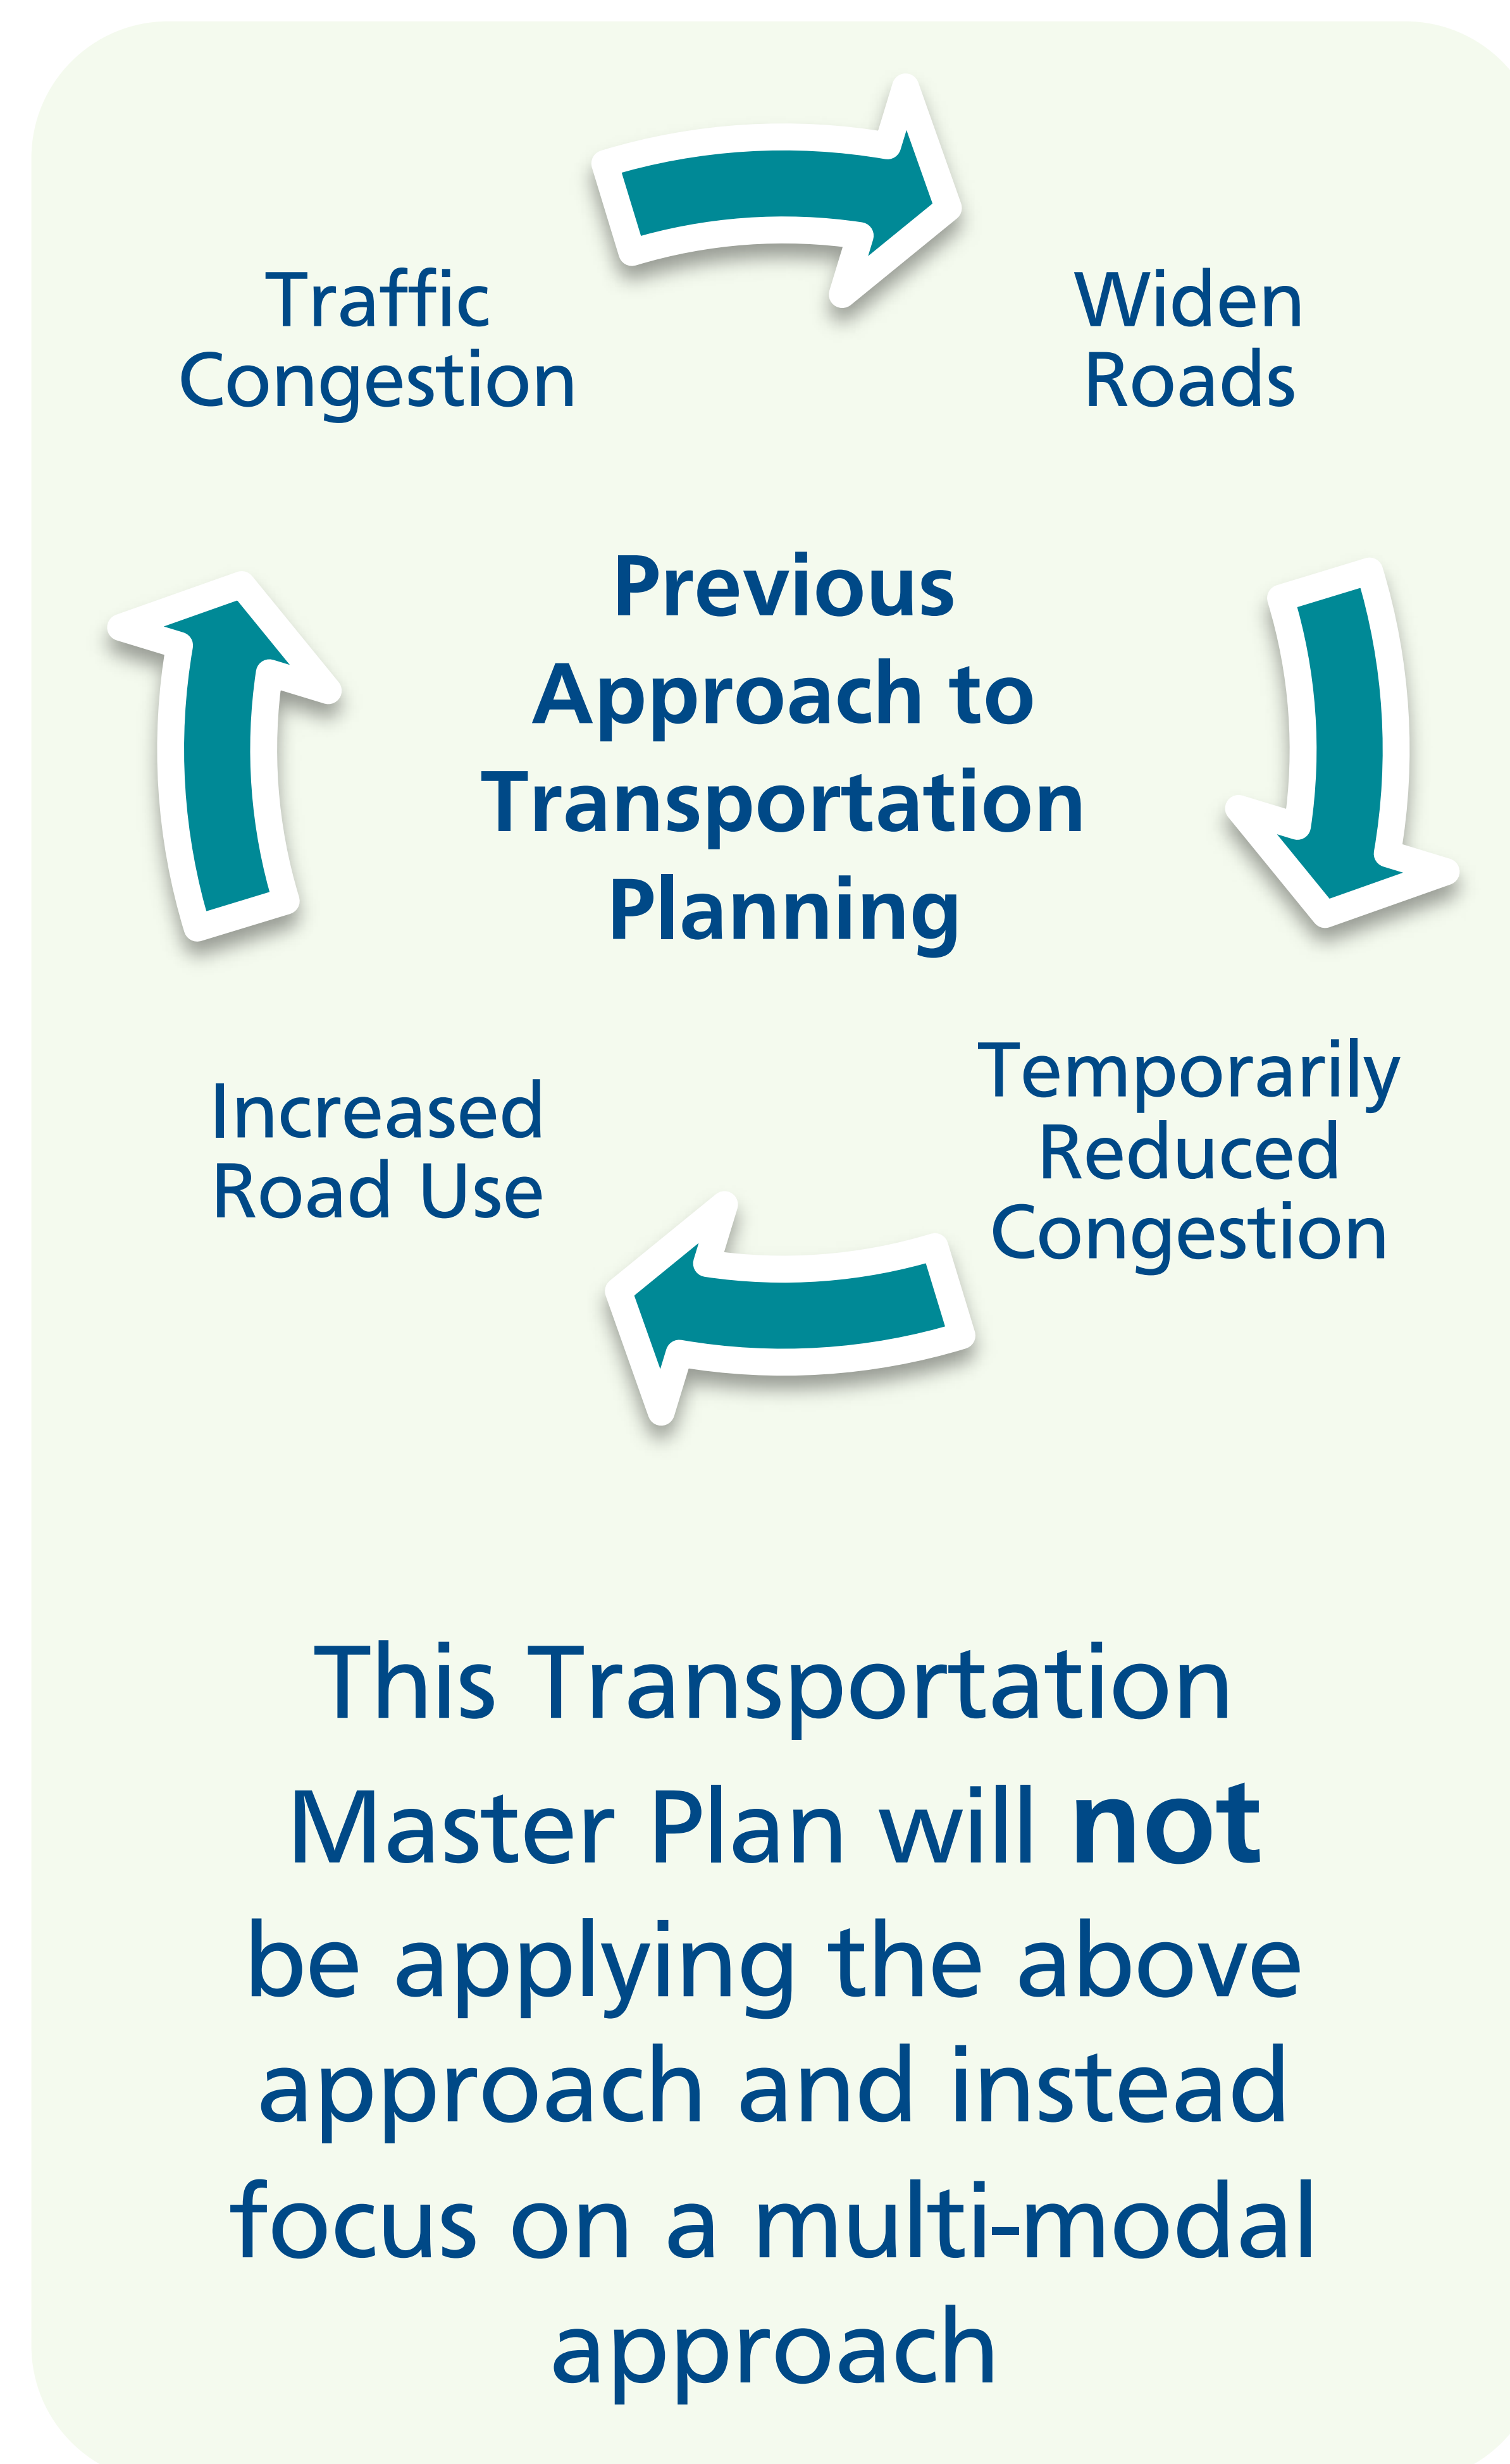 Traffic
Congestion
Widen
Roads
Previous
Approach to
Transportation
Planning
Increased
Road Use
Temporarily
Reduced
Congestion
This Transportation
Master Plan will not
be applying the above
approach and instead
focus on a multi-modal
approach